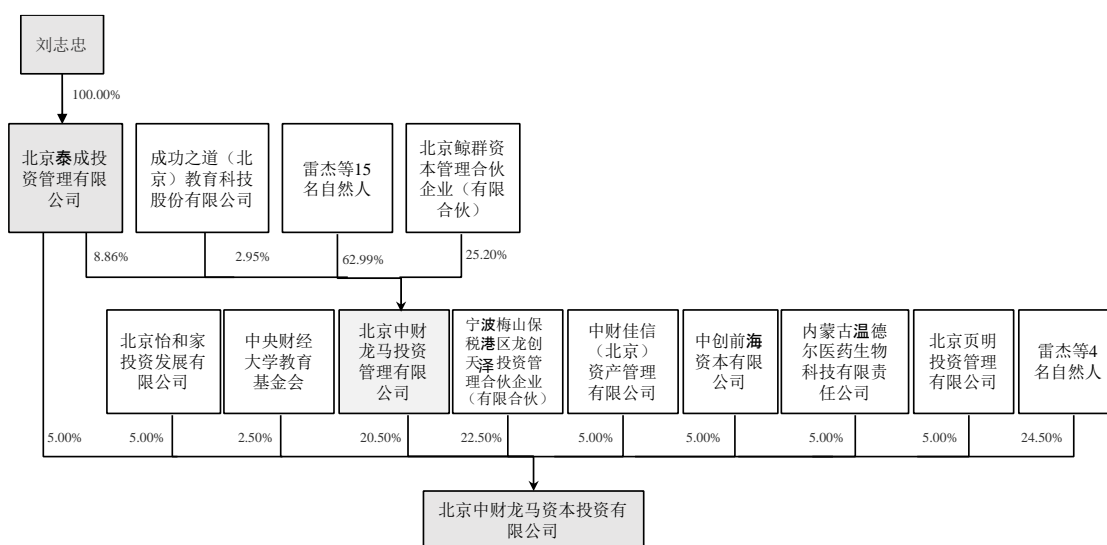 刘志忠
100.00%
北京泰成投
资管理有限
公司
成功之道（北
京）教育科技
股份有限公司
雷杰等15
名自然人
北京鲸群资
本管理合伙
企业（有限
合伙）
8.86%
2.95%
62.99%
25.20%
北京怡和家
投资发展有
限公司
中央财经
大学教育
基金会
北京中财
龙马投资
管理有限
公司
宁波梅山保
税港区龙创
天泽投资管
理合伙企业
（有限合伙）
中财佳信
（北京）
资产管理
有限公司
中创前海
资本有限
公司
内蒙古温德
尔医药生物
科技有限责
任公司
北京页明
投资管理
有限公司
雷杰等4
名自然人
5.00%
5.00%
2.50%
20.50%
22.50%
5.00%
5.00%
5.00%
5.00%
24.50%
北京中财龙马资本投资有
限公司